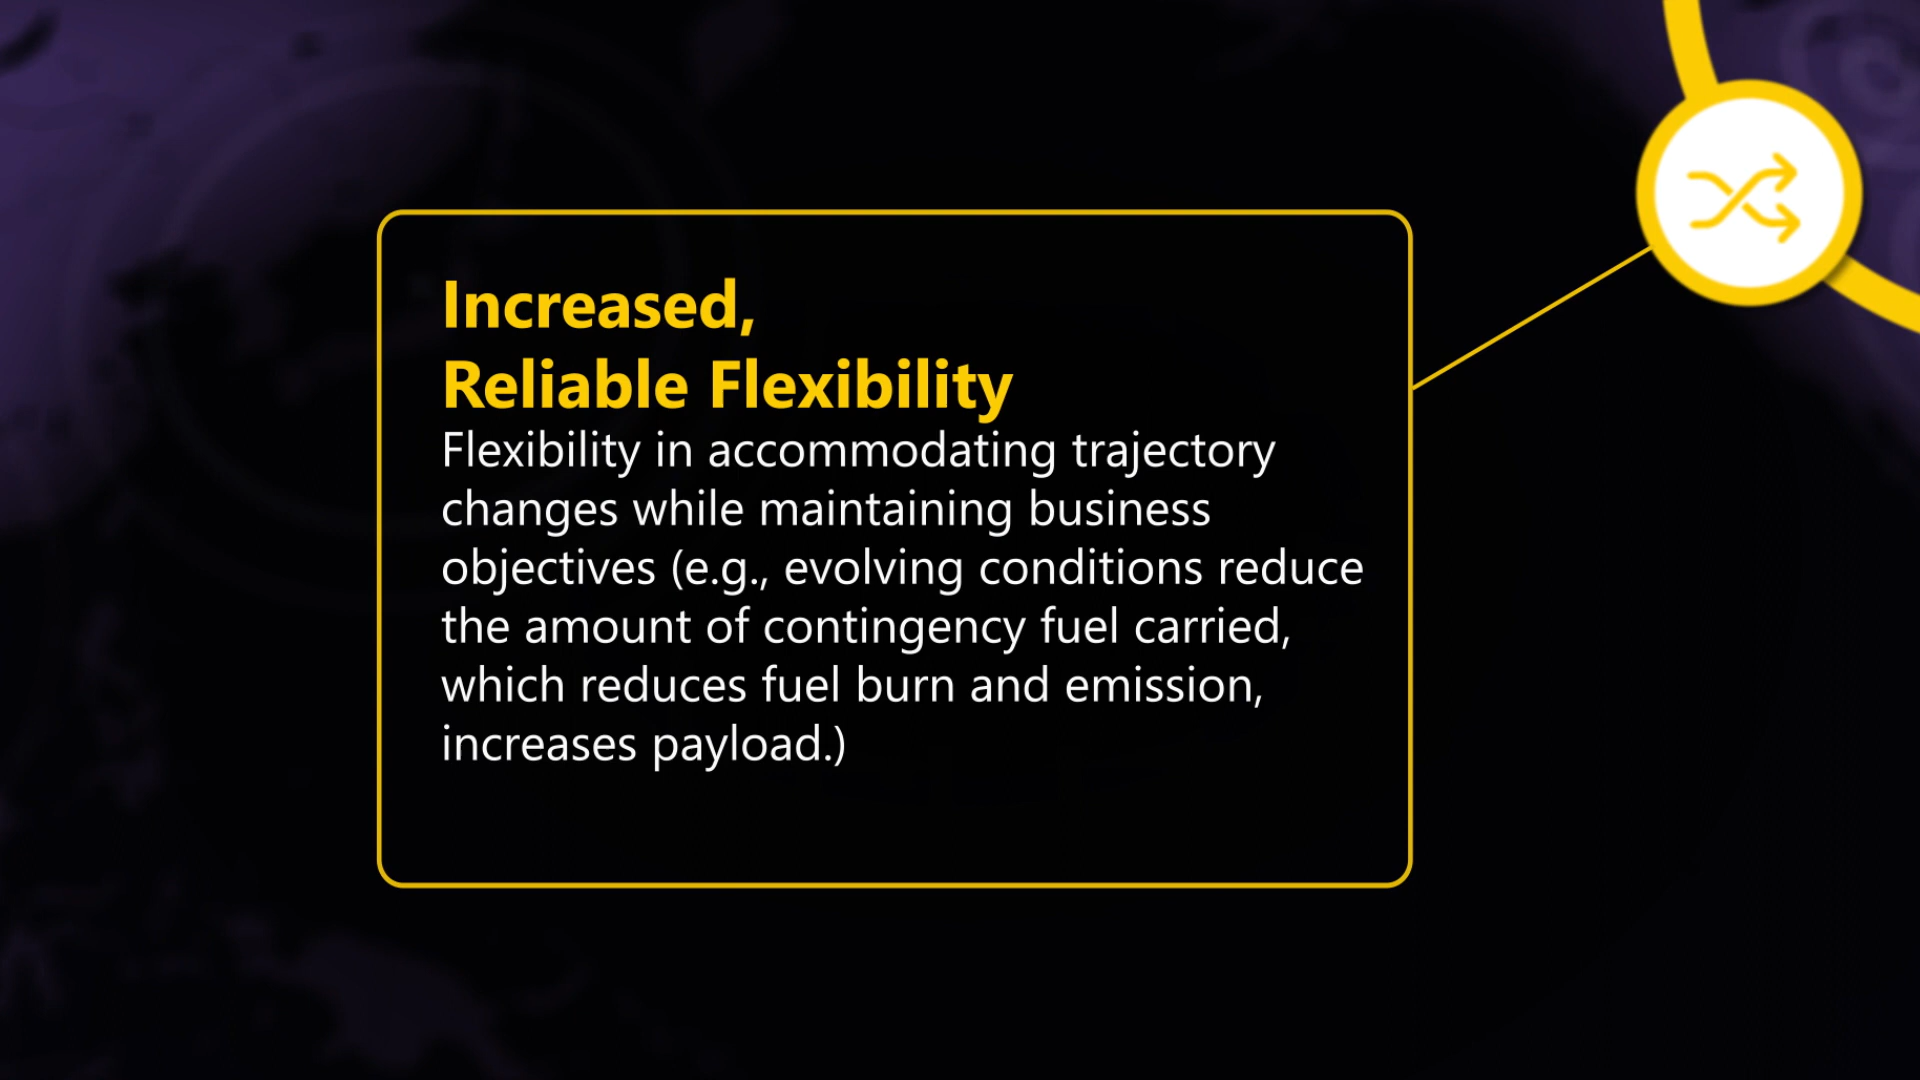 Increased,
Reliable Flexibility
Flexibility in accommodating trajectory
changes while maintaining business
objectives (e.g., evolving conditions reduce
the amount of contingency fuel carried,
which reduces fuel burn and emission,
increases payload.)